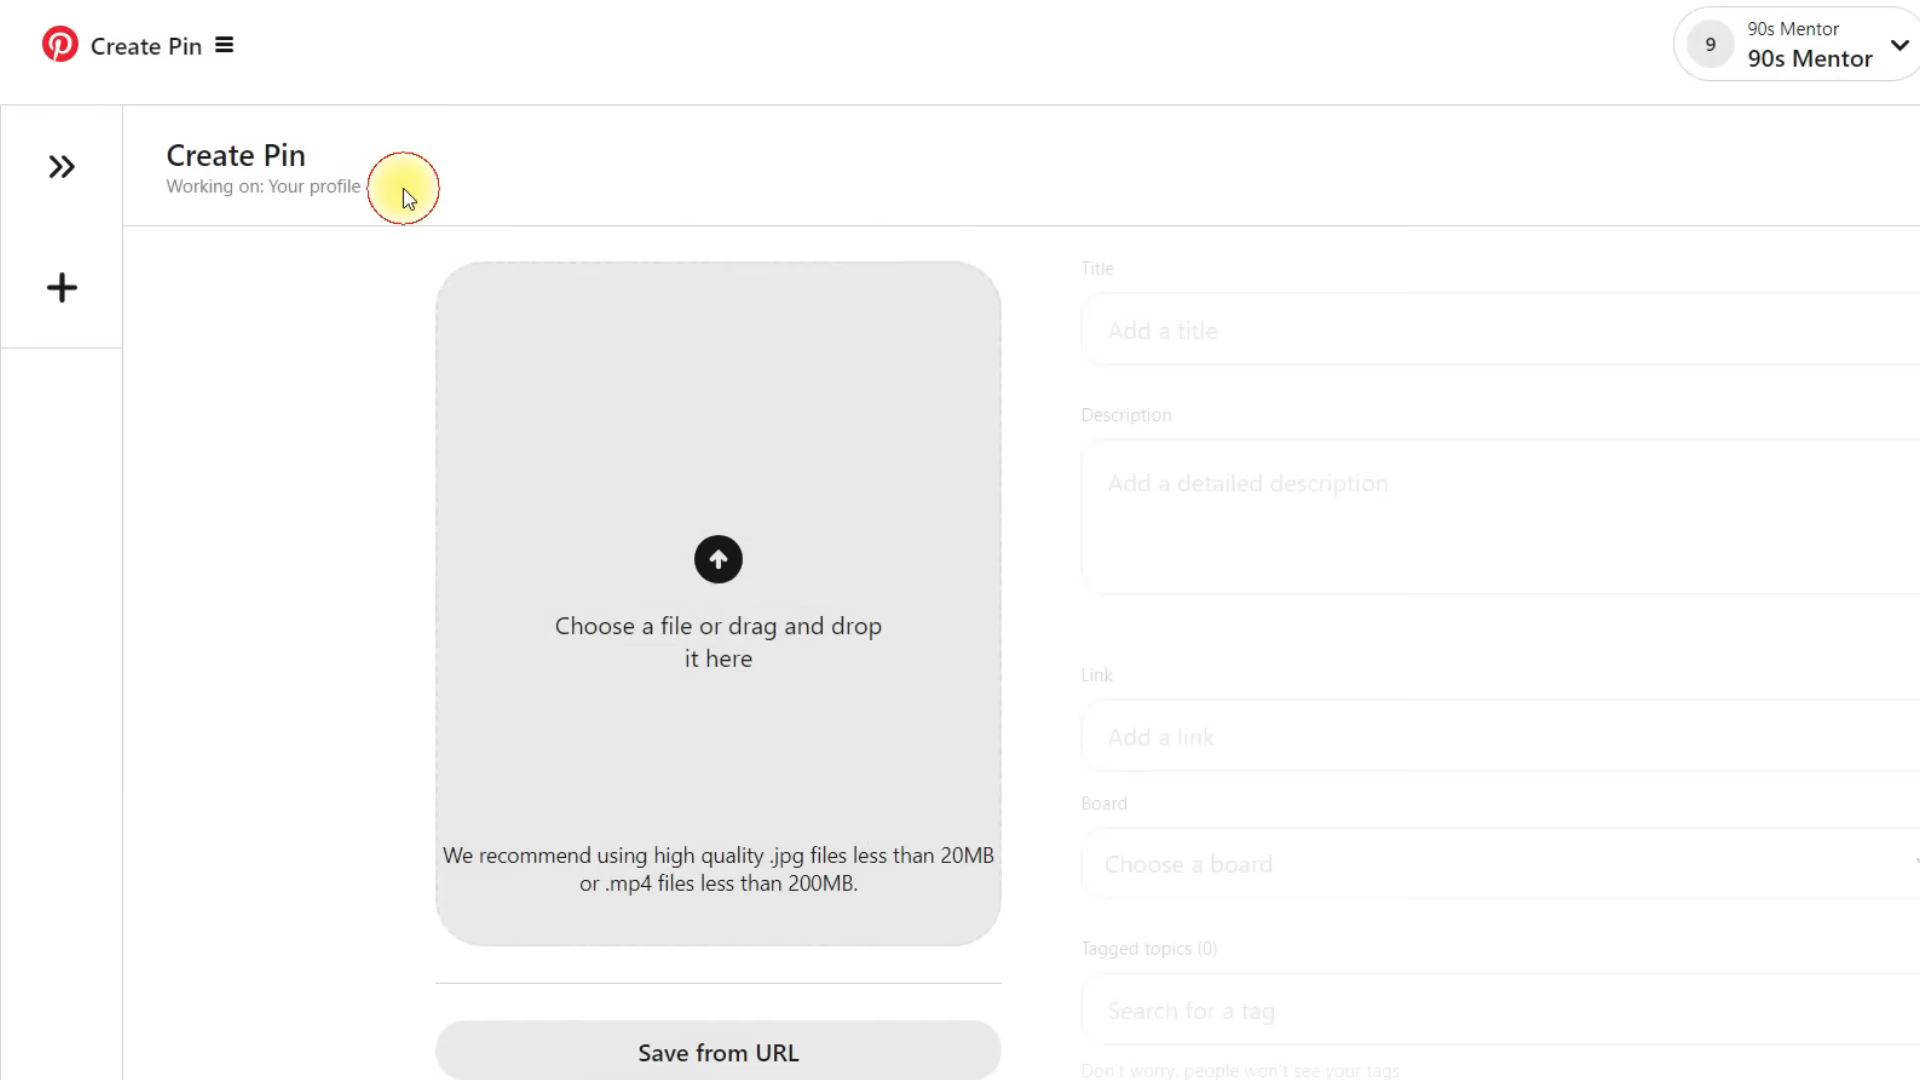 Create Pin
9
90s Mentor
90s Mentor
Create Pin
Working on: Your profile
Choose a file or drag and drop
it here
We recommend using high quality .jpg files less than 20MB
or .mp4 files less than 200MB.
Save from URL
Title
Add a title
Description
Add a detailed description
Link
Add a link
Board
Choose a board
Tagged topics (0)
Search for a tag
Don't worry, people won't see your tags